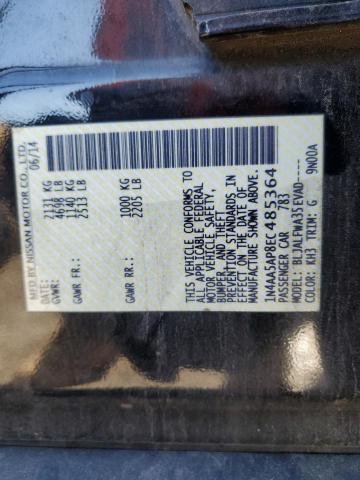 MFD BY NISSAN MOTOR CO., LTD.
06/14
GVWR: 2131 KG
4698 LB
GAWR FR: 1140 KG
2513 LB
GAWR RR: 1000 KG
2205 LB
THIS VEHICLE CONFORMS TO
ALL APPLICABLE FEDERAL
MOTOR VEHICLE SAFETY,
BUMPER, AND THEFT
PREVENTION STANDARDS IN
EFFECT ON THE DATE OF
MANUFACTURE SHOWN ABOVE.
1N4AA5AP8EC485364
PASSENGER CAR 783
MODEL: BLJALFWA35EVAD-----
COLOR: KH3 TRIM: G 9N00A